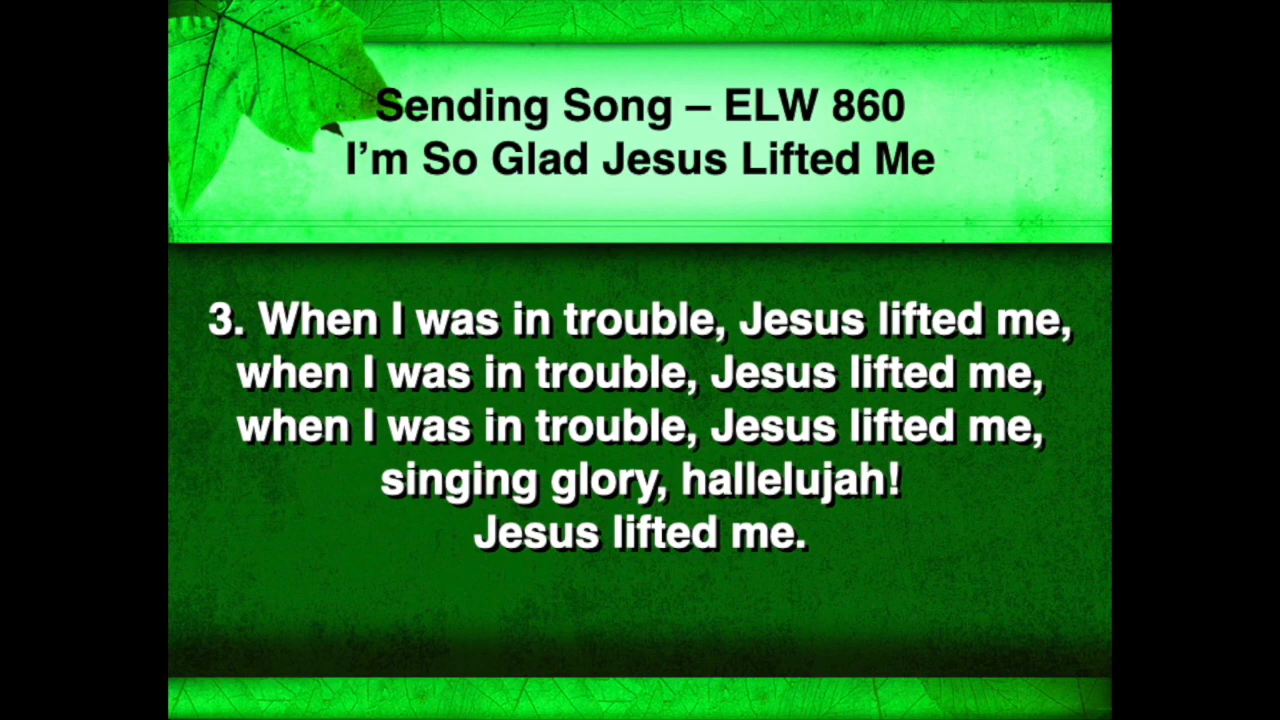 Sending Song – ELW 860
I’m So Glad Jesus Lifted Me
3. When I was in trouble, Jesus lifted me,
when I was in trouble, Jesus lifted me,
when I was in trouble, Jesus lifted me,
singing glory, hallelujah!
Jesus lifted me.